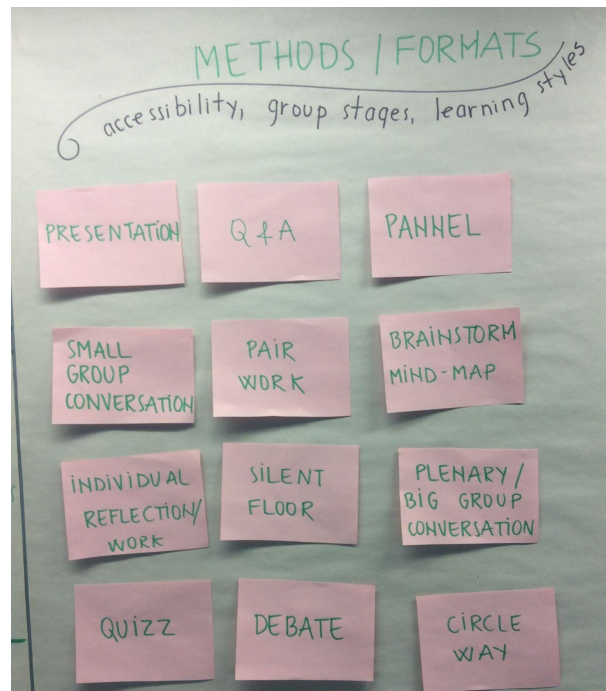 METHODS / FORMATS
accessibility, group stages, learning styles
PRESENTATiON
Q & A
PANNEL
SMALL
GROUP
CONVERSATiON
PAiR
WORK
BRAiNSTORM
MiND-MAP
iNDiViDUAL
REFLECTiON/
WORK
SiLENT
FLOOR
PLENARY/
BiG GROUP
CONVERSATiON
QUiZZ
DEBATE
CiRCLE
WAY